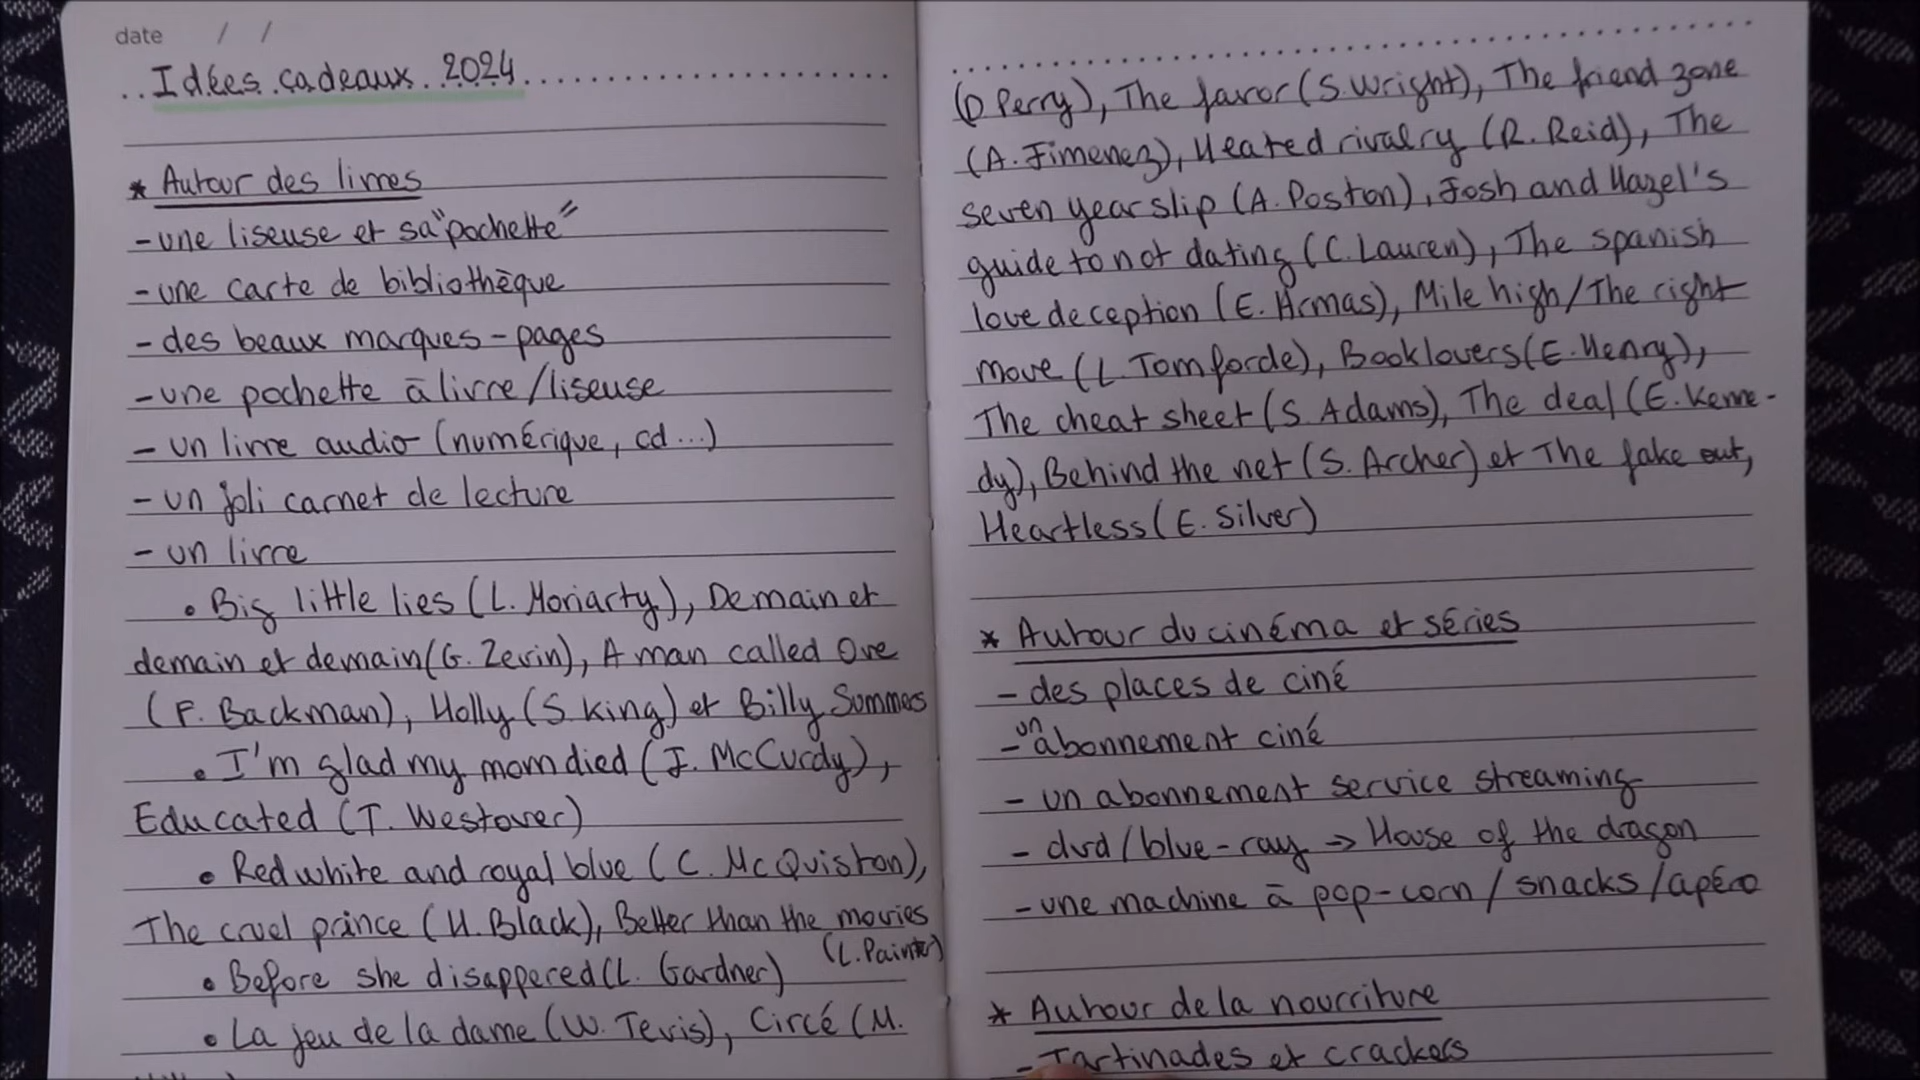 date / /
Idées cadeaux 2024
* Autour des livres
- une liseuse et sa "pochette"
- une carte de bibliothèque
- des beaux marques-pages
- une pochette à livre/liseuse
- un livre audio (numérique, cd...)
- un joli carnet de lecture
- un livre
• Big little lies (L. Moriarty), Demain et
demain et demain (G. Zevin), A man called Ove
(F. Backman), Holly (S. King) et Billy Summers
• I'm glad my mom died (J. McCurdy),
Educated (T. Westover)
• Red white and royal blue (C. McQuiston),
The cruel prince (H. Black), Better than the movies
(L. Painter)
• Before she disappered (L. Gardner)
• La jeu de la dame (W. Tevis), Circé (M.
(D Perry), The favor (S. Wright), The friend zone
(A. Jimenez), Heated rivalry (R. Reid), The
seven year slip (A. Poston), Josh and Hazel's
guide to not dating (C. Lauren), The spanish
love deception (E. Armas), Mile high/The right
move (L. Tomforde), Booklovers (E. Henry),
The cheat sheet (S. Adams), The deal (E. Kenne-
dy), Behind the net (S. Archer) et The fake out,
Heartless (E. Silver)
* Autour du cinéma et séries
- des places de ciné
- un abonnement ciné
- un abonnement service streaming
- dvd/blue-ray → House of the dragon
- une machine à pop-corn / snacks / apéro
* Autour de la nourriture
- Tartinades et crackers